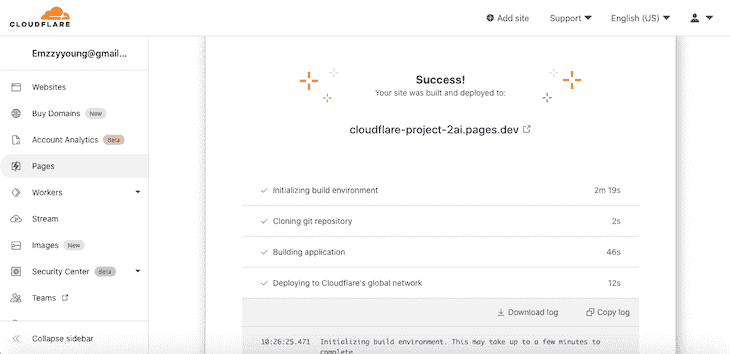 CLOUDFLARE
Add site
Support
English (US)
Emzzyyoung@gmail...
Websites
Buy Domains New
Account Analytics Beta
Pages
Workers
Stream
Images New
Security Center Beta
Teams
Collapse sidebar
Success!
Your site was built and deployed to:
cloudflare-project-2ai.pages.dev
Initializing build environment 2m 19s
Cloning git repository 2s
Building application 46s
Deploying to Cloudflare's global network 12s
Download log Copy log
10:26:25.471 Initializing build environment. This may take up to a few minutes to
complete